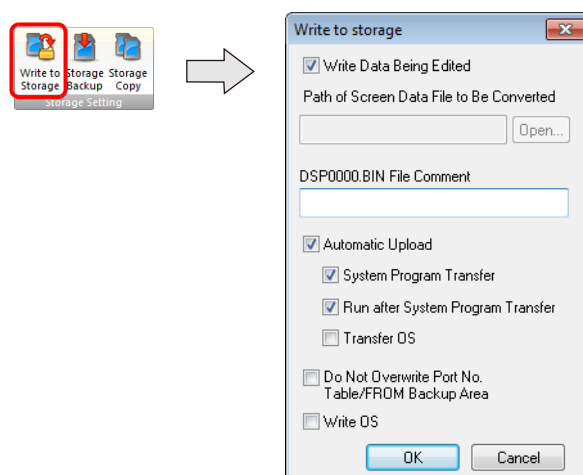 Write to Storage Storage
Storage Backup Copy
Storage Setting
Write to storage
Write Data Being Edited
Path of Screen Data File to Be Converted
Open...
DSP0000.BIN File Comment
Automatic Upload
System Program Transfer
Run after System Program Transfer
Transfer OS
Do Not Overwrite Port No.
Table/FROM Backup Area
Write OS
OK Cancel